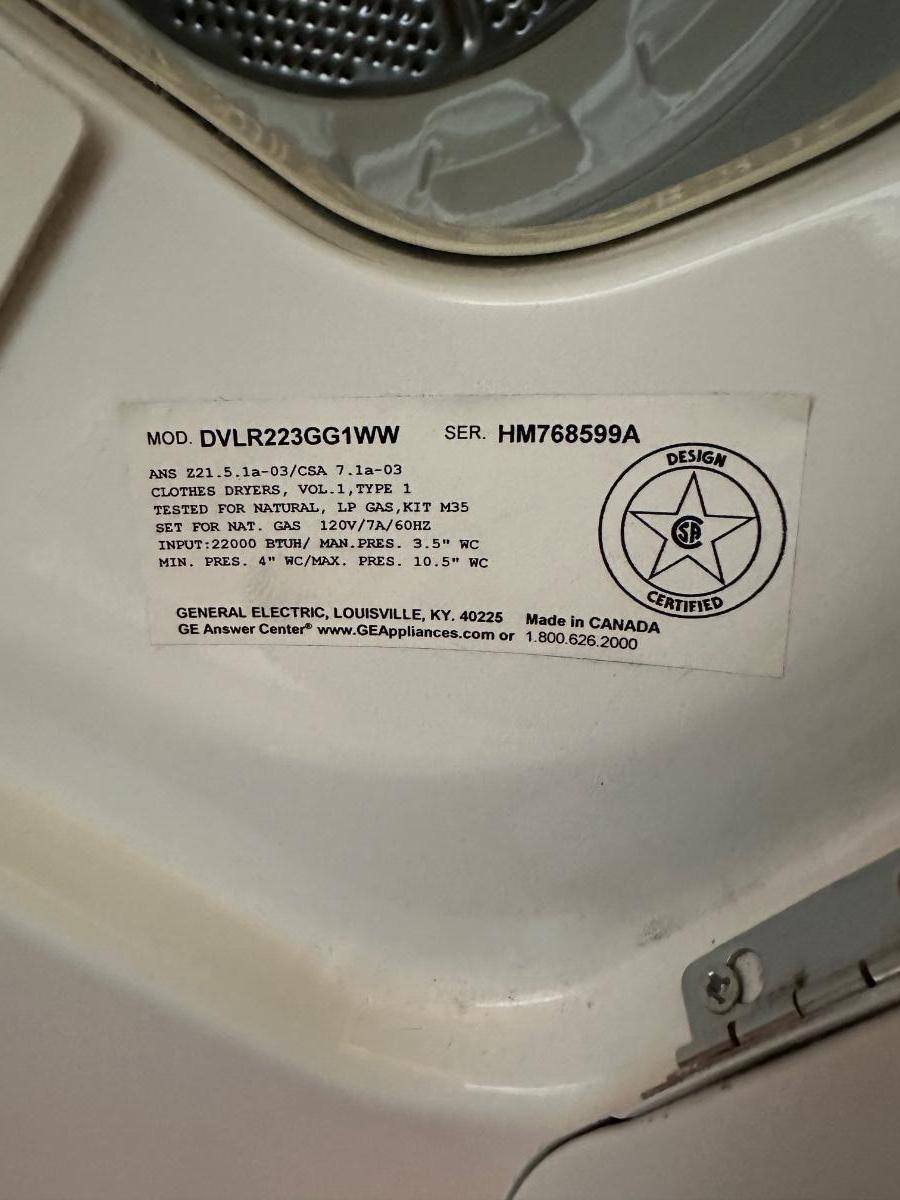 MOD. DVLR223GG1WW SER. HM768599A
ANS Z21.5.1a-03/CSA 7.1a-03
CLOTHES DRYERS, VOL.1,TYPE 1
TESTED FOR NATURAL, LP GAS,KIT M35
SET FOR NAT. GAS 120V/7A/60HZ
INPUT:22000 BTUH/ MAN.PRES. 3.5" WC
MIN. PRES. 4" WC/MAX. PRES. 10.5" WC
DESIGN
CSA
CERTIFIED
GENERAL ELECTRIC, LOUISVILLE, KY. 40225 Made in CANADA
GE Answer Center® www.GEAppliances.com or 1.800.626.2000